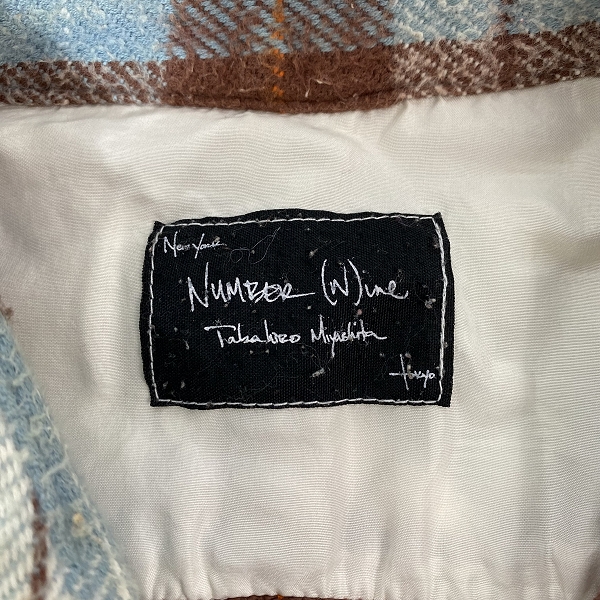 New York
NUMBER (N)ine
Takahiro Miyashita
Tokyo